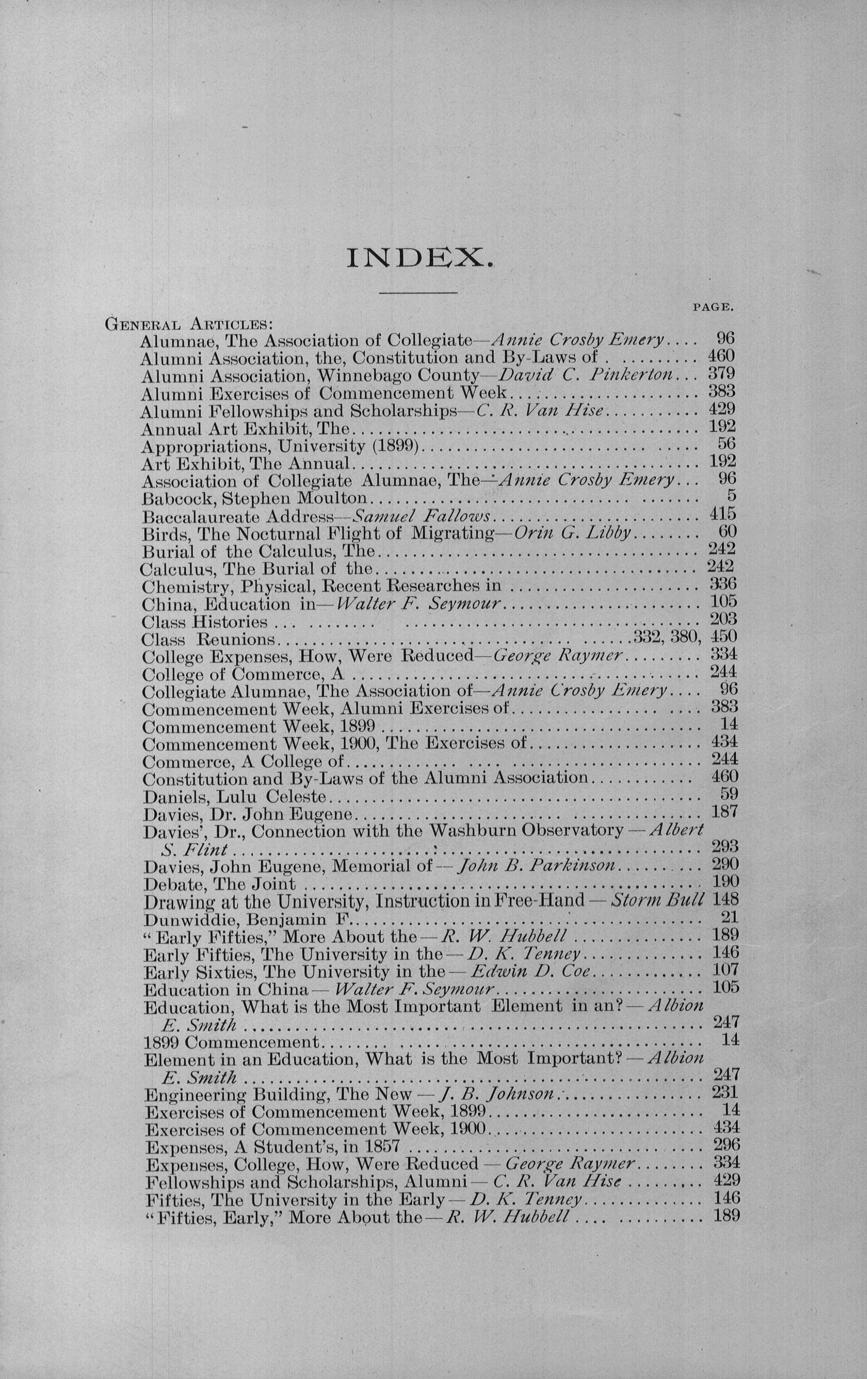 INDEX.
PAGE.
GENERAL ARTICLES:
Alumnae, The Association of Collegiate—Annie Crosby Emery.... 96
Alumni Association, the, Constitution and By-Laws of . ......... 460
Alumni Association, Winnebago County—David C. Pinkerton... 379
Alumni Exercises of Commencement Week....................... 383
Alumni Fellowships and Scholarships—C. R. Van Hise........... 429
Annual Art Exhibit, The........................................ 192
Appropriations, University (1899).......................... ..... 56
Art Exhibit, The Annual........................................ 192
Association of Collegiate Alumnae, The—Annie Crosby Emery... 96
Babcock, Stephen Moulton............................... ....... 5
Baccalaureate Address—Samuel Fallows......................... 415
Birds, The Nocturnal Flight of Migrating—Orin G. Libby........ 60
Burial of the Calculus, The..................................... 242
Calculus, The Burial of the...................................... 242
Chemistry, Physical, Recent Researches in ...................... 336
China, Education in—Walter F. Seymour........................ 105
Class Histories ... ......... .................................... 203
Class Reunions.................................. ......332, 380, 450
College Expenses, How, Were Reduced—George Raymer......... 334
College of Commerce, A ........................................ 244
Collegiate Alumnae, The Association of—Annie Crosby Emery.... 96
Commencement Week, Alumni Exercises of................. .... 383
Commencement Week, 1899 ..................................... 14
Commencement Week, 1900, The Exercises of.................... 434
Commerce, A College of............. .... ....................... 244
Constitution and By-Laws of the Alumni Association............ 460
Daniels, Lulu Celeste........................................... 59
Davies, Dr. John Eugene........................ ............... 187
Davies', Dr., Connection with the Washburn Observatory — Albert
S. Flint ...................................................... 293
Davies, John Eugene, Memorial of — John B. Parkinson.......... 290
Debate, The Joint .............................................. 190
Drawing at the University, Instruction in Free-Hand — Storm Bull 148
Dunwiddie, Benjamin F......................................... 21
“Early Fifties,” More About the — R. W. Hubbell ............... 189
Early Fifties, The University in the — D. K. Tenney.............. 146
Early Sixties, The University in the — Edwin D. Coe............. 107
Education in China — Walter F. Seymour........................ 105
Education, What is the Most Important Element in an? — Albion
E. Smith ..................................................... 247
1899 Commencement........ ................................... 14
Element in an Education, What is the Most Important? — Albion
E. Smith ..................................................... 247
Engineering Building, The New — J. B. Johnson................. 231
Exercises of Commencement Week, 1899.......................... 14
Exercises of Commencement Week, 1900.......................... 434
Expenses, A Student's, in 1857 ............................. .... 296
Expenses, College, How, Were Reduced — George Raymer........ 334
Fellowships and Scholarships, Alumni — C. R. Van Hise ......... 429
Fifties, The University in the Early — D. K. Tenney.............. 146
“Fifties, Early,” More About the — R. W. Hubbell .... ........... 189